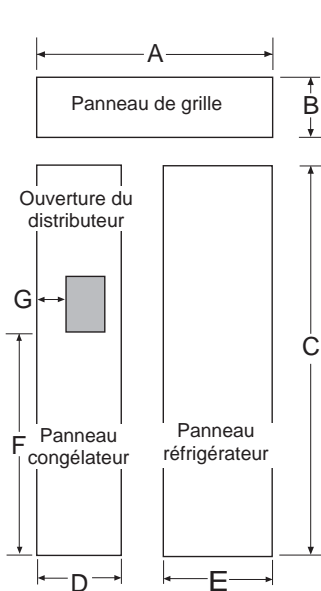 A
Panneau de grille
B
Ouverture du
distributeur
G
C
F
Panneau
congélateur
Panneau
réfrigérateur
D
E